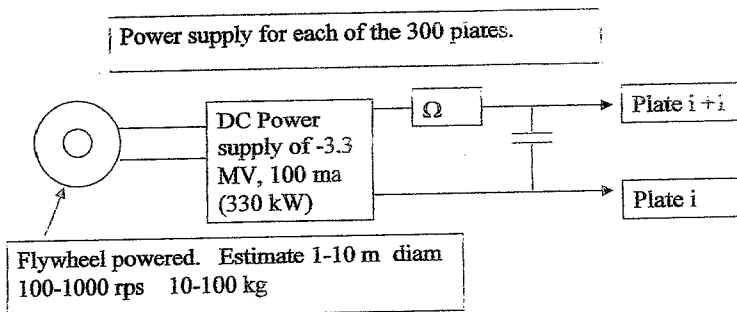 Power supply for each of the 300 plates.
DC Power
supply of -3.3
MV, 100 ma
(330 kW)
Ω
Plate i+i
Plate i
Flywheel powered. Estimate 1-10 m diam
100-1000 rps 10-100 kg